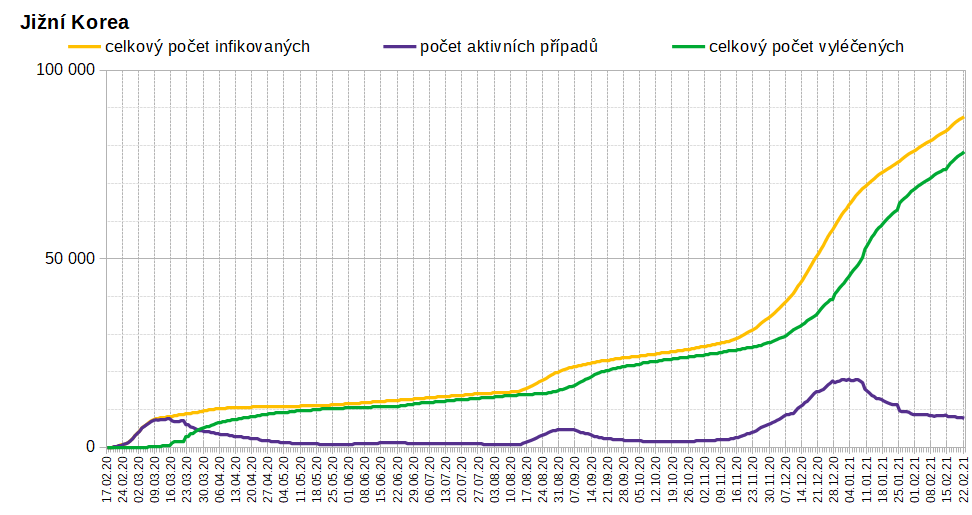 Jižní Korea
celkový počet infikovaných počet aktivních případů celkový počet vyléčených
100 000
50 000
0
17.02.20 24.02.20 02.03.20 09.03.20 16.03.20 23.03.20 30.03.20 06.04.20 13.04.20 20.04.20 27.04.20 04.05.20 11.05.20 18.05.20 25.05.20 01.06.20 08.06.20 15.06.20 22.06.20 29.06.20 06.07.20 13.07.20 20.07.20 27.07.20 03.08.20 10.08.20 17.08.20 24.08.20 31.08.20 07.09.20 14.09.20 21.09.20 28.09.20 05.10.20 12.10.20 19.10.20 26.10.20 02.11.20 09.11.20 16.11.20 23.11.20 30.11.20 07.12.20 14.12.20 21.12.20 28.12.20 04.01.21 11.01.21 18.01.21 25.01.21 01.02.21 08.02.21 15.02.21 22.02.21